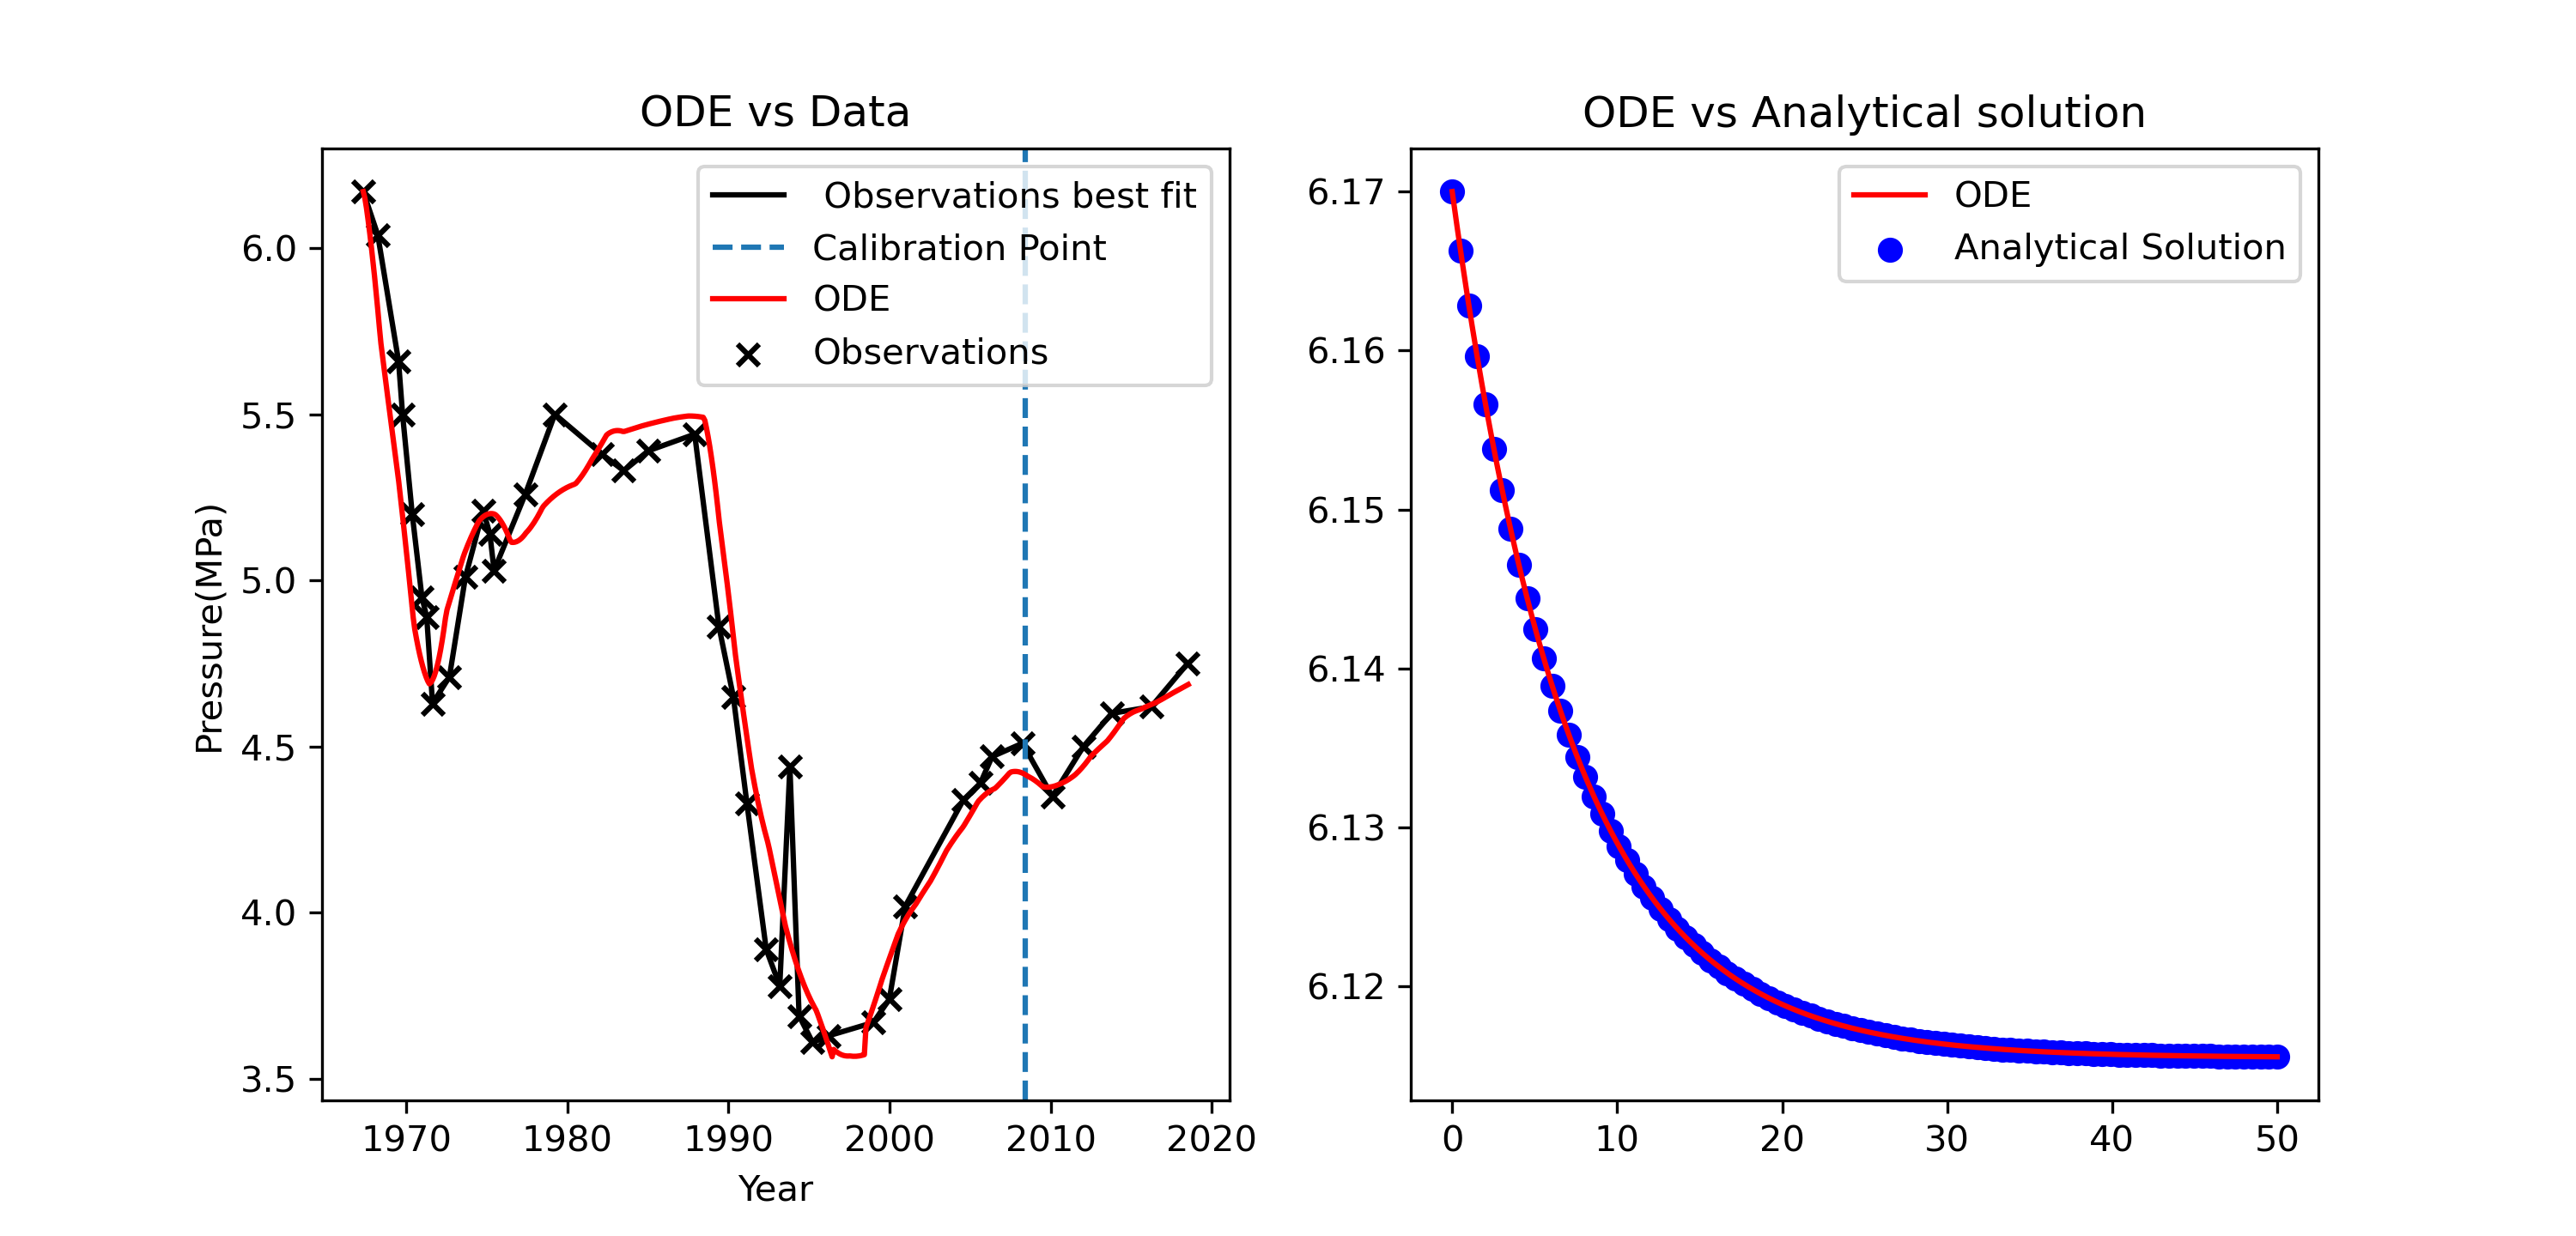 ODE vs Data
Observations best fit
Calibration Point
ODE
Observations
Pressure(MPa)
6.0
5.5
5.0
4.5
4.0
3.5
1970 1980 1990 2000 2010 2020
Year
ODE vs Analytical solution
ODE
Analytical Solution
6.17
6.16
6.15
6.14
6.13
6.12
0 10 20 30 40 50